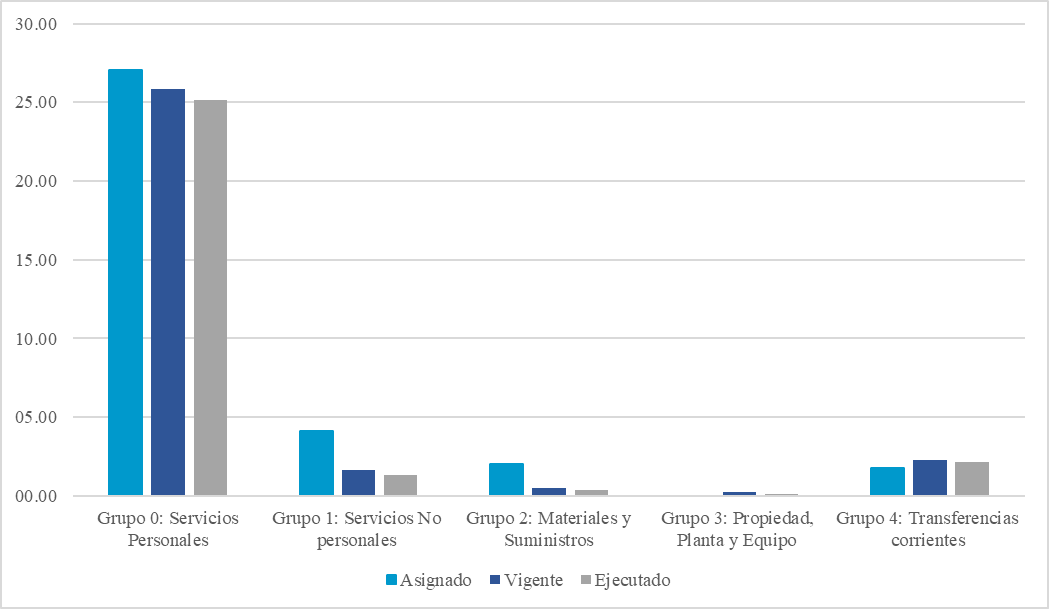 30.00
25.00
20.00
15.00
10.00
05.00
00.00
Grupo 0: Servicios
Personales
Grupo 1: Servicios No
personales
Grupo 2: Materiales y
Suministros
Grupo 3: Propiedad,
Planta y Equipo
Grupo 4: Transferencias
corrientes
Asignado Vigente Ejecutado